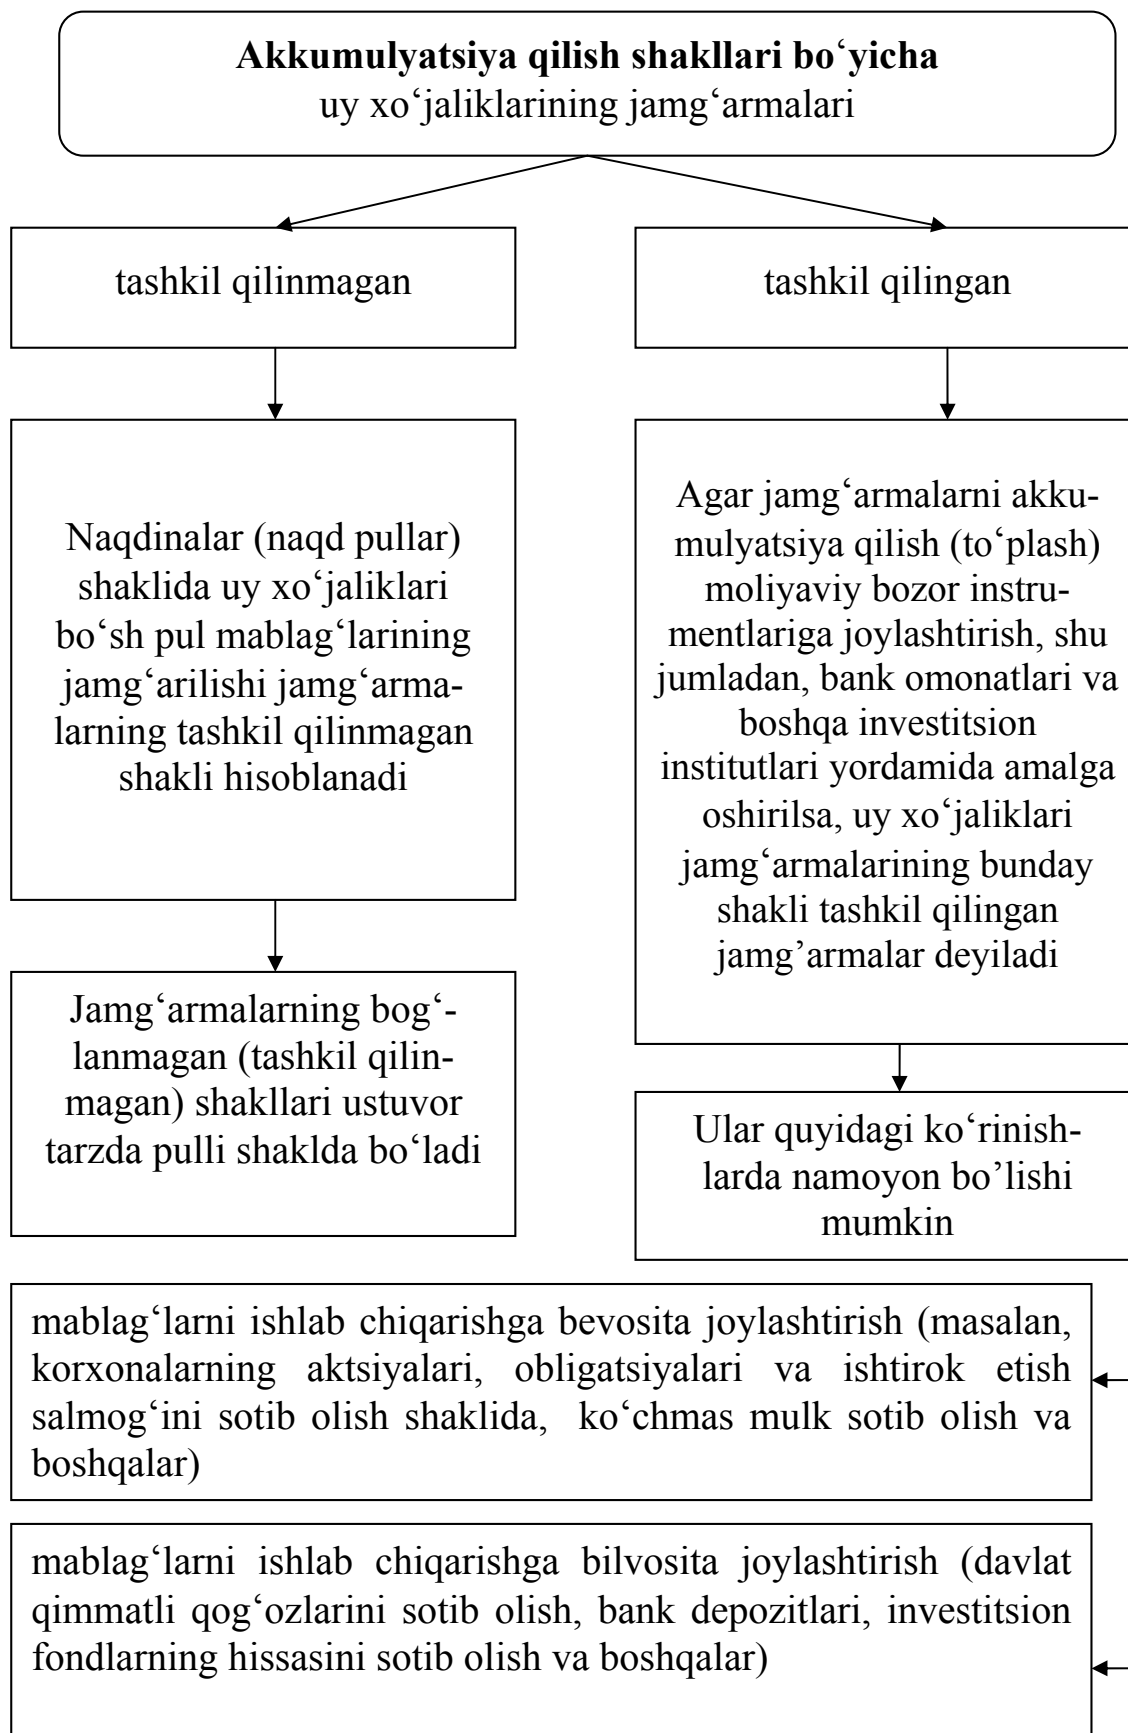 Akkumulyatsiya qilish shakllari bo‘yicha
uy xo‘jaliklarining jamg‘armalari
tashkil qilinmagan
tashkil qilingan
Naqdinalar (naqd pullar)
shaklida uy xo‘jaliklari
bo‘sh pul mablag‘larining
jamg‘arilishi jamg‘arma-
larning tashkil qilinmagan
shakli hisoblanadi
Agar jamg‘armalarni akku-
mulyatsiya qilish (to‘plash)
moliyaviy bozor instru-
mentlariga joylashtirish, shu
jumladan, bank omonatlari va
boshqa investitsion
institutlari yordamida amalga
oshirilsa, uy xo‘jaliklari
jamg‘armalarining bunday
shakli tashkil qilingan
jamg’armalar deyiladi
Jamg‘armalarning bog‘-
lanmagan (tashkil qilin-
magan) shakllari ustuvor
tarzda pulli shaklda bo‘ladi
Ular quyidagi ko‘rinish-
larda namoyon bo’lishi
mumkin
mablag‘larni ishlab chiqarishga bevosita joylashtirish (masalan,
korxonalarning aktsiyalari, obligatsiyalari va ishtirok etish
salmog‘ini sotib olish shaklida, ko‘chmas mulk sotib olish va
boshqalar)
mablag‘larni ishlab chiqarishga bilvosita joylashtirish (davlat
qimmatli qog‘ozlarini sotib olish, bank depozitlari, investitsion
fondlarning hissasini sotib olish va boshqalar)